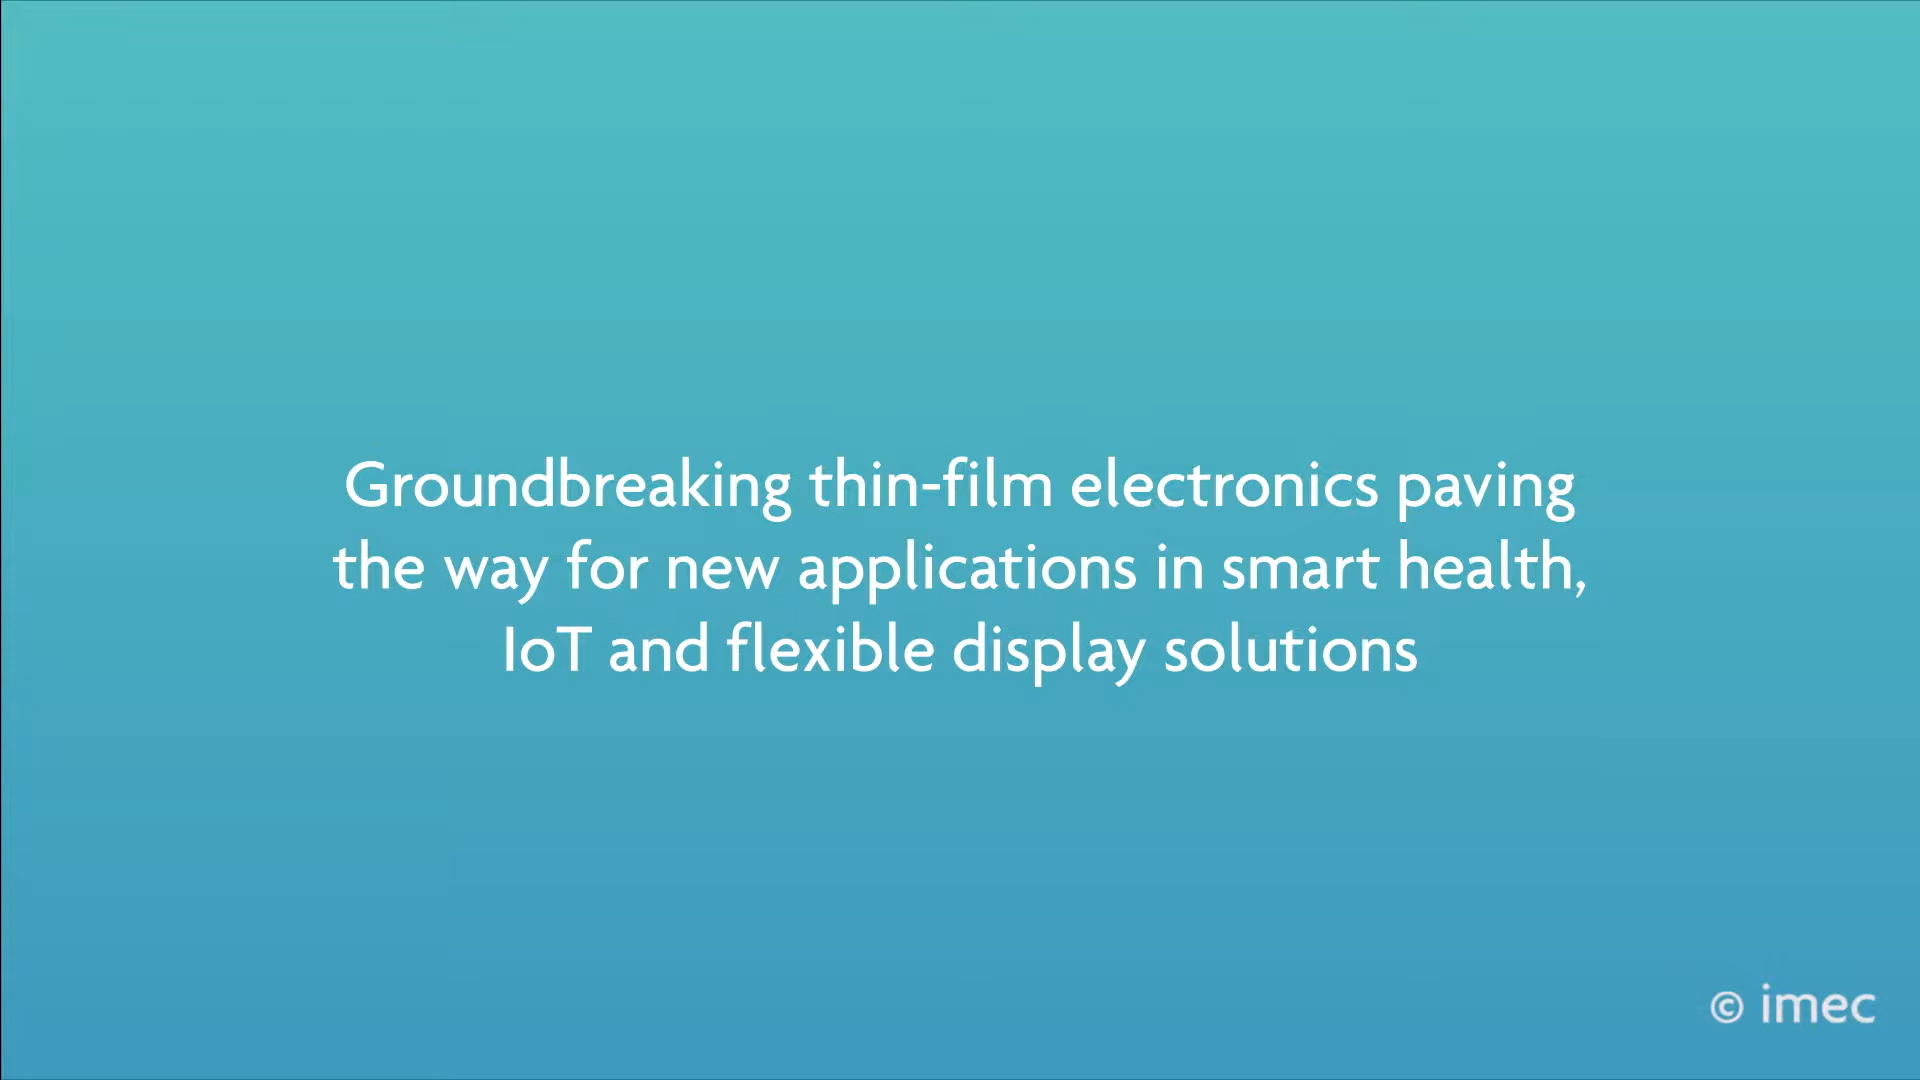 Groundbreaking thin-film electronics paving
the way for new applications in smart health,
IoT and flexible display solutions
© imec